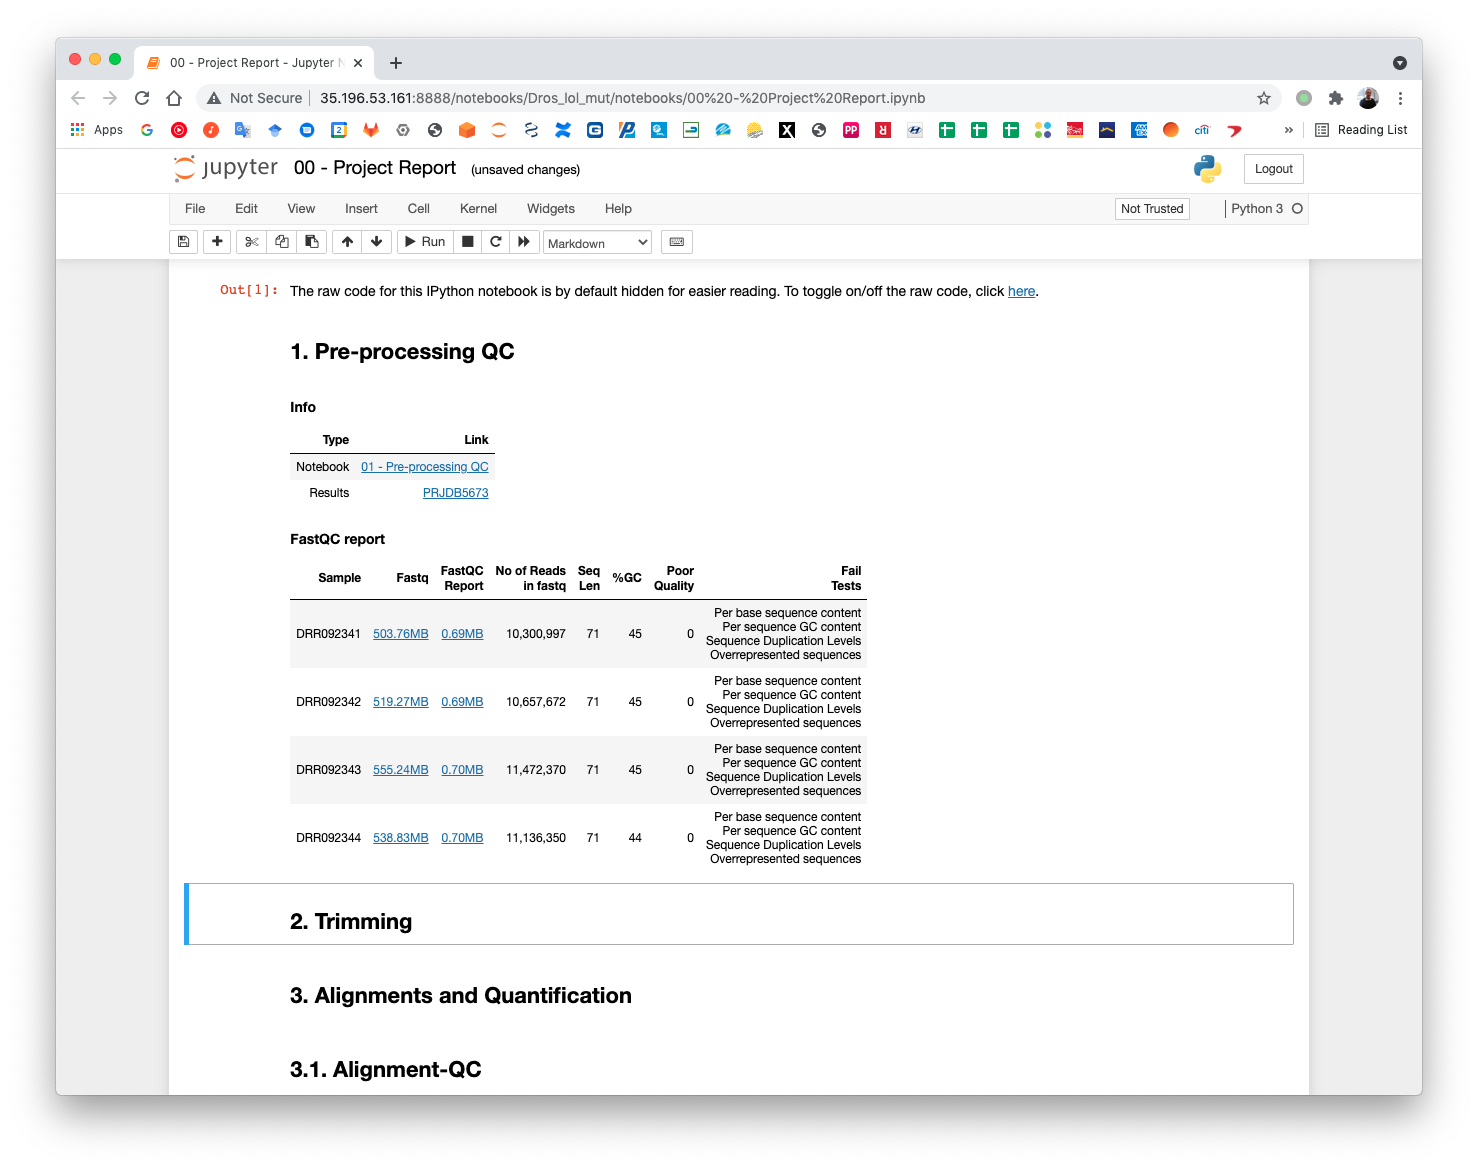 00 - Project Report - Jupyter N
Not Secure 35.196.53.161:8888/notebooks/Dros_lol_mut/notebooks/00%20-%20Project%20Report.ipynb
Apps Reading List
jupyter 00 - Project Report (unsaved changes) Logout
File Edit View Insert Cell Kernel Widgets Help Not Trusted Python 3
Run Markdown
Out[1]: The raw code for this IPython notebook is by default hidden for easier reading. To toggle on/off the raw code, click here.
1. Pre-processing QC
Info
Type Link
Notebook 01 - Pre-processing QC
Results PRJDB5673
FastQC report
Sample Fastq FastQC Report No of Reads in fastq Seq Len %GC Poor Quality Fail Tests
DRR092341 503.76MB 0.69MB 10,300,997 71 45 0 Per base sequence content
Per sequence GC content
Sequence Duplication Levels
Overrepresented sequences
DRR092342 519.27MB 0.69MB 10,657,672 71 45 0 Per base sequence content
Per sequence GC content
Sequence Duplication Levels
Overrepresented sequences
DRR092343 555.24MB 0.70MB 11,472,370 71 45 0 Per base sequence content
Per sequence GC content
Sequence Duplication Levels
Overrepresented sequences
DRR092344 538.83MB 0.70MB 11,136,350 71 44 0 Per base sequence content
Per sequence GC content
Sequence Duplication Levels
Overrepresented sequences
2. Trimming
3. Alignments and Quantification
3.1. Alignment-QC